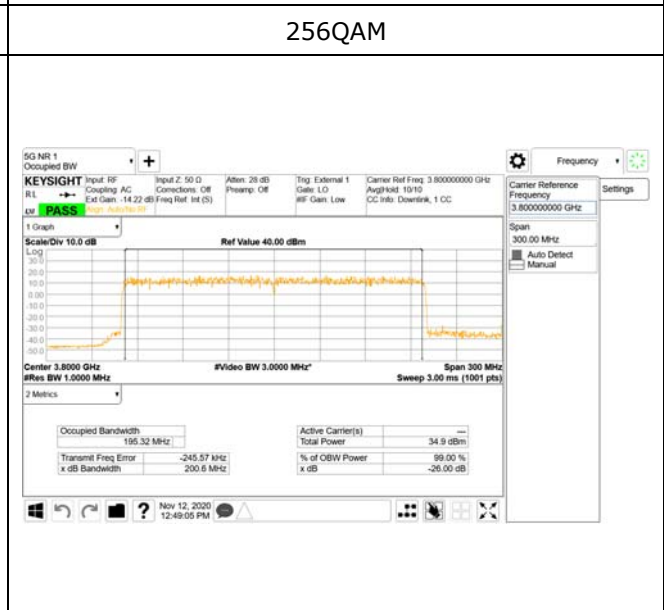 256QAM
5G NR 1
Occupied BW
+
Frequency
KEYSIGHT
RL
PASS
Input: RF
Coupling: AC
Ext Gain: -14.22 dB
Align: Auto/No RF
Input Z: 50 Ω
Corrections: Off
Freq Ref: Int (S)
Atten: 28 dB
Preamp: Off
Trig: External 1
Gate: LO
#IF Gain: Low
Carrier Ref Freq: 3.800000000 GHz
Avg|Hold: 10/10
CC Info: Downlink, 1 CC
Carrier Reference
Frequency
3.800000000 GHz
Settings
Span
300.00 MHz
Auto Detect
Manual
1 Graph
Scale/Div 10.0 dB
Ref Value 40.00 dBm
Log
30.0
20.0
10.0
0.00
-10.0
-20.0
-30.0
-40.0
-50.0
Center 3.8000 GHz
#Video BW 3.0000 MHz*
Span 300 MHz
#Res BW 1.0000 MHz
Sweep 3.00 ms (1001 pts)
2 Metrics
Occupied Bandwidth
195.32 MHz
Transmit Freq Error -245.57 kHz
x dB Bandwidth 200.6 MHz
Active Carrier(s) ---
Total Power 34.9 dBm
% of OBW Power 99.00 %
x dB -26.00 dB
?
Nov 12, 2020
12:49:05 PM